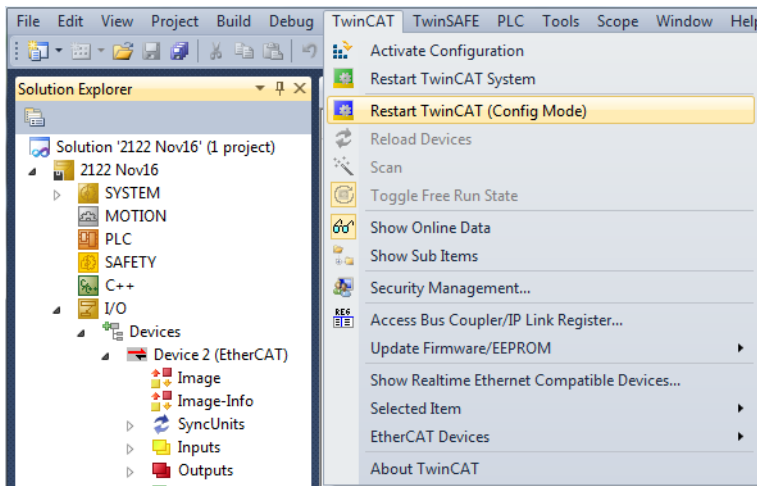 File Edit View Project Build Debug TwinCAT TwinSAFE PLC Tools Scope Window Help
Solution Explorer
Solution '2122 Nov16' (1 project)
2122 Nov16
SYSTEM
MOTION
PLC
SAFETY
C++
I/O
Devices
Device 2 (EtherCAT)
Image
Image-Info
SyncUnits
Inputs
Outputs
Activate Configuration
Restart TwinCAT System
Restart TwinCAT (Config Mode)
Reload Devices
Scan
Toggle Free Run State
Show Online Data
Show Sub Items
Security Management...
REG
Access Bus Coupler/IP Link Register...
Update Firmware/EEPROM
Show Realtime Ethernet Compatible Devices...
Selected Item
EtherCAT Devices
About TwinCAT